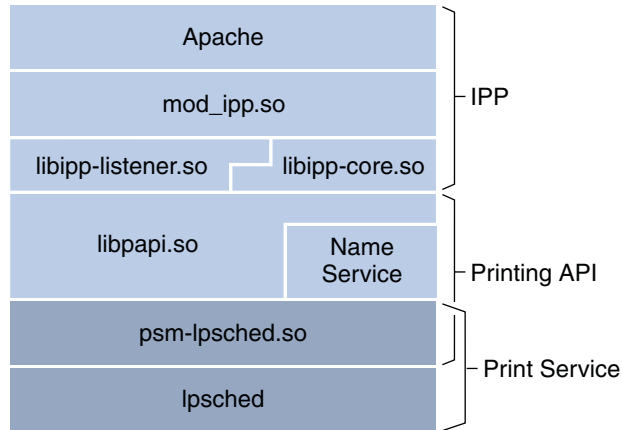 Apache
mod_ipp.so
IPP
libipp-listener.so
libipp-core.so
libpapi.so
Name
Service
Printing API
psm-lpsched.so
Print Service
lpsched